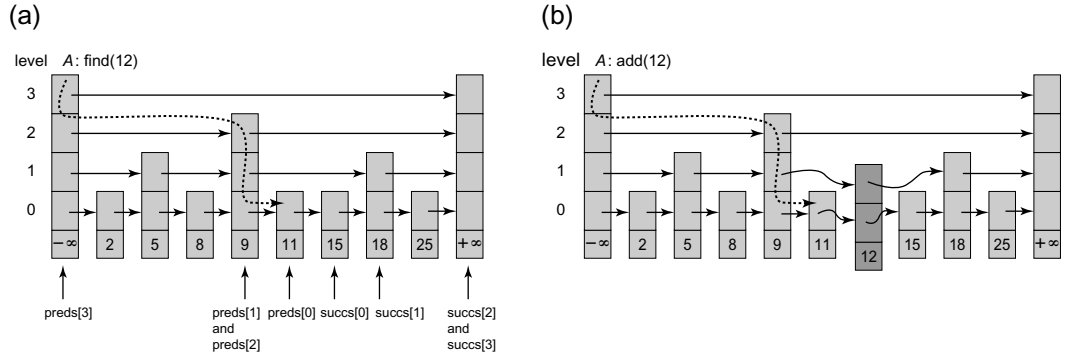 (a)
level A: find(12)
3
2
1
0
−∞ 2 5 8 9 11 15 18 25 +∞
preds[3] preds[1] preds[0] succs[0] succs[1] succs[2]
and and
preds[2] succs[3]
(b)
level A: add(12)
3
2
1
0
−∞ 2 5 8 9 11 12 15 18 25 +∞